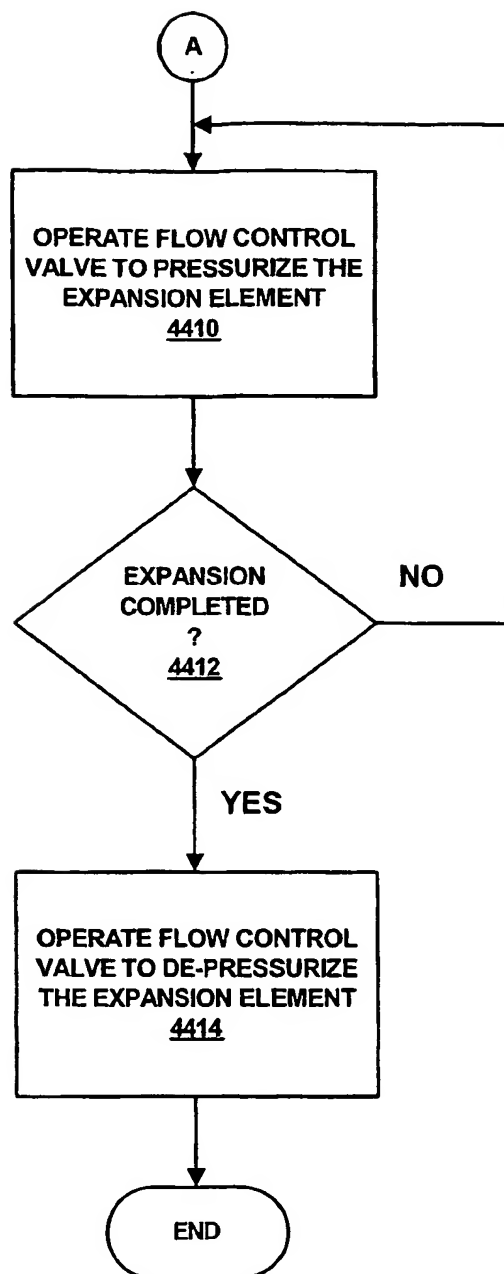 A
OPERATE FLOW CONTROL
VALVE TO PRESSURIZE THE
EXPANSION ELEMENT
4410
EXPANSION
COMPLETED
?
4412
NO
YES
OPERATE FLOW CONTROL
VALVE TO DE-PRESSURIZE
THE EXPANSION ELEMENT
4414
END